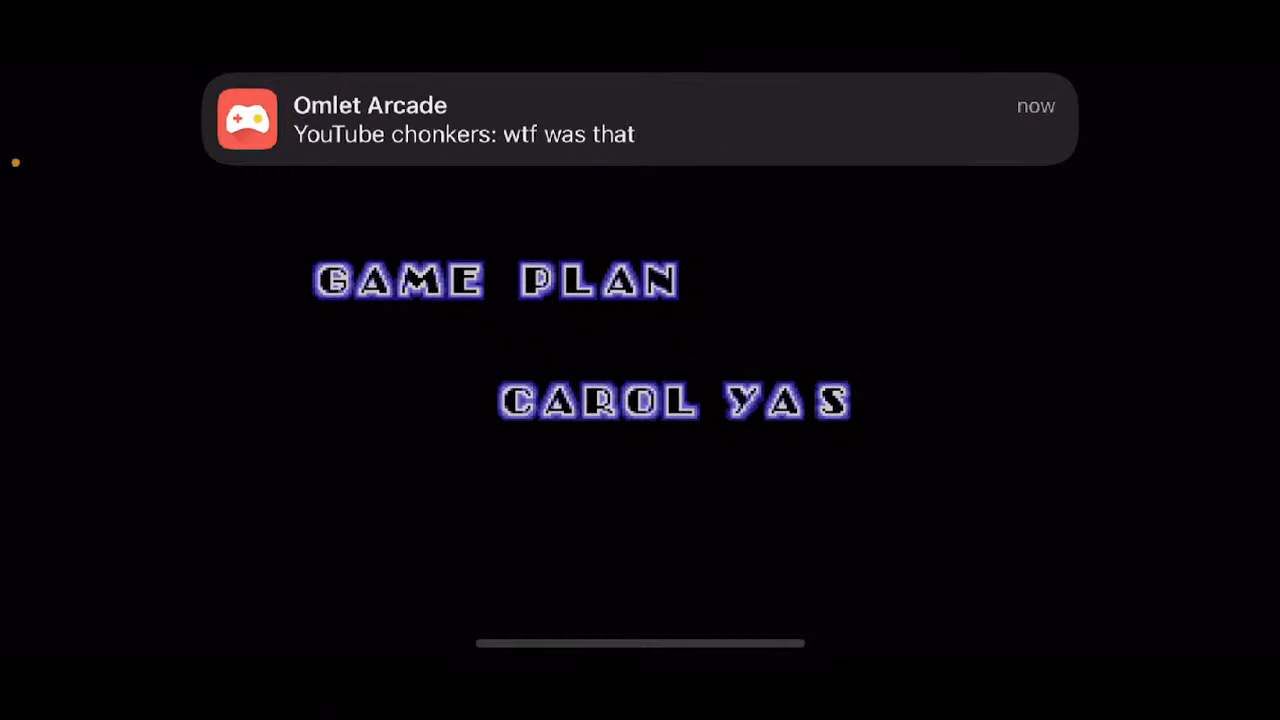 Omlet Arcade
now
YouTube chonkers: wtf was that
GAME PLAN
CAROL YAS